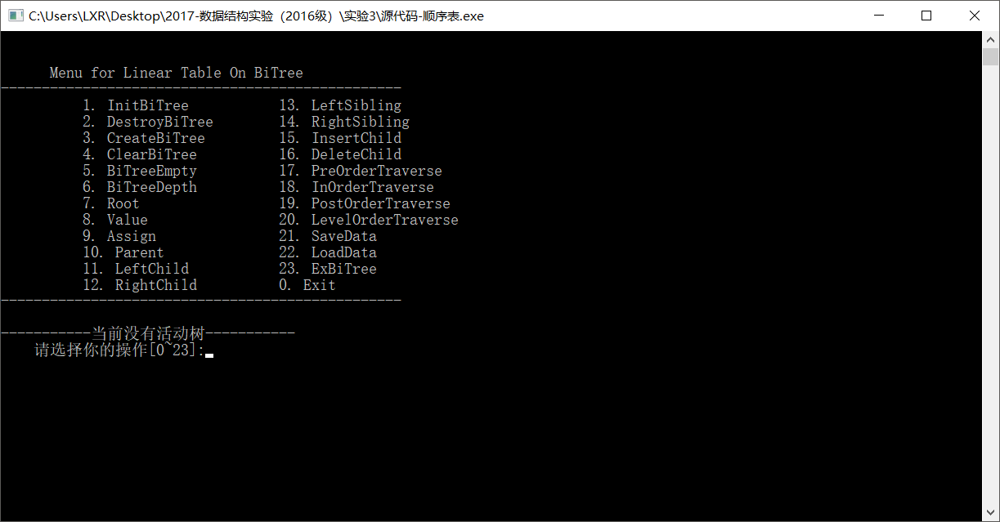 C:\Users\LXR\Desktop\2017-数据结构实验（2016级）\实验3\源代码-顺序表.exe
Menu for Linear Table On BiTree
-------------------------------------------------
1. InitBiTree 13. LeftSibling
2. DestroyBiTree 14. RightSibling
3. CreateBiTree 15. InsertChild
4. ClearBiTree 16. DeleteChild
5. BiTreeEmpty 17. PreOrderTraverse
6. BiTreeDepth 18. InOrderTraverse
7. Root 19. PostOrderTraverse
8. Value 20. LevelOrderTraverse
9. Assign 21. SaveData
10. Parent 22. LoadData
11. LeftChild 23. ExBiTree
12. RightChild 0. Exit
-------------------------------------------------
-----------当前没有活动树-----------
请选择你的操作[0~23]: